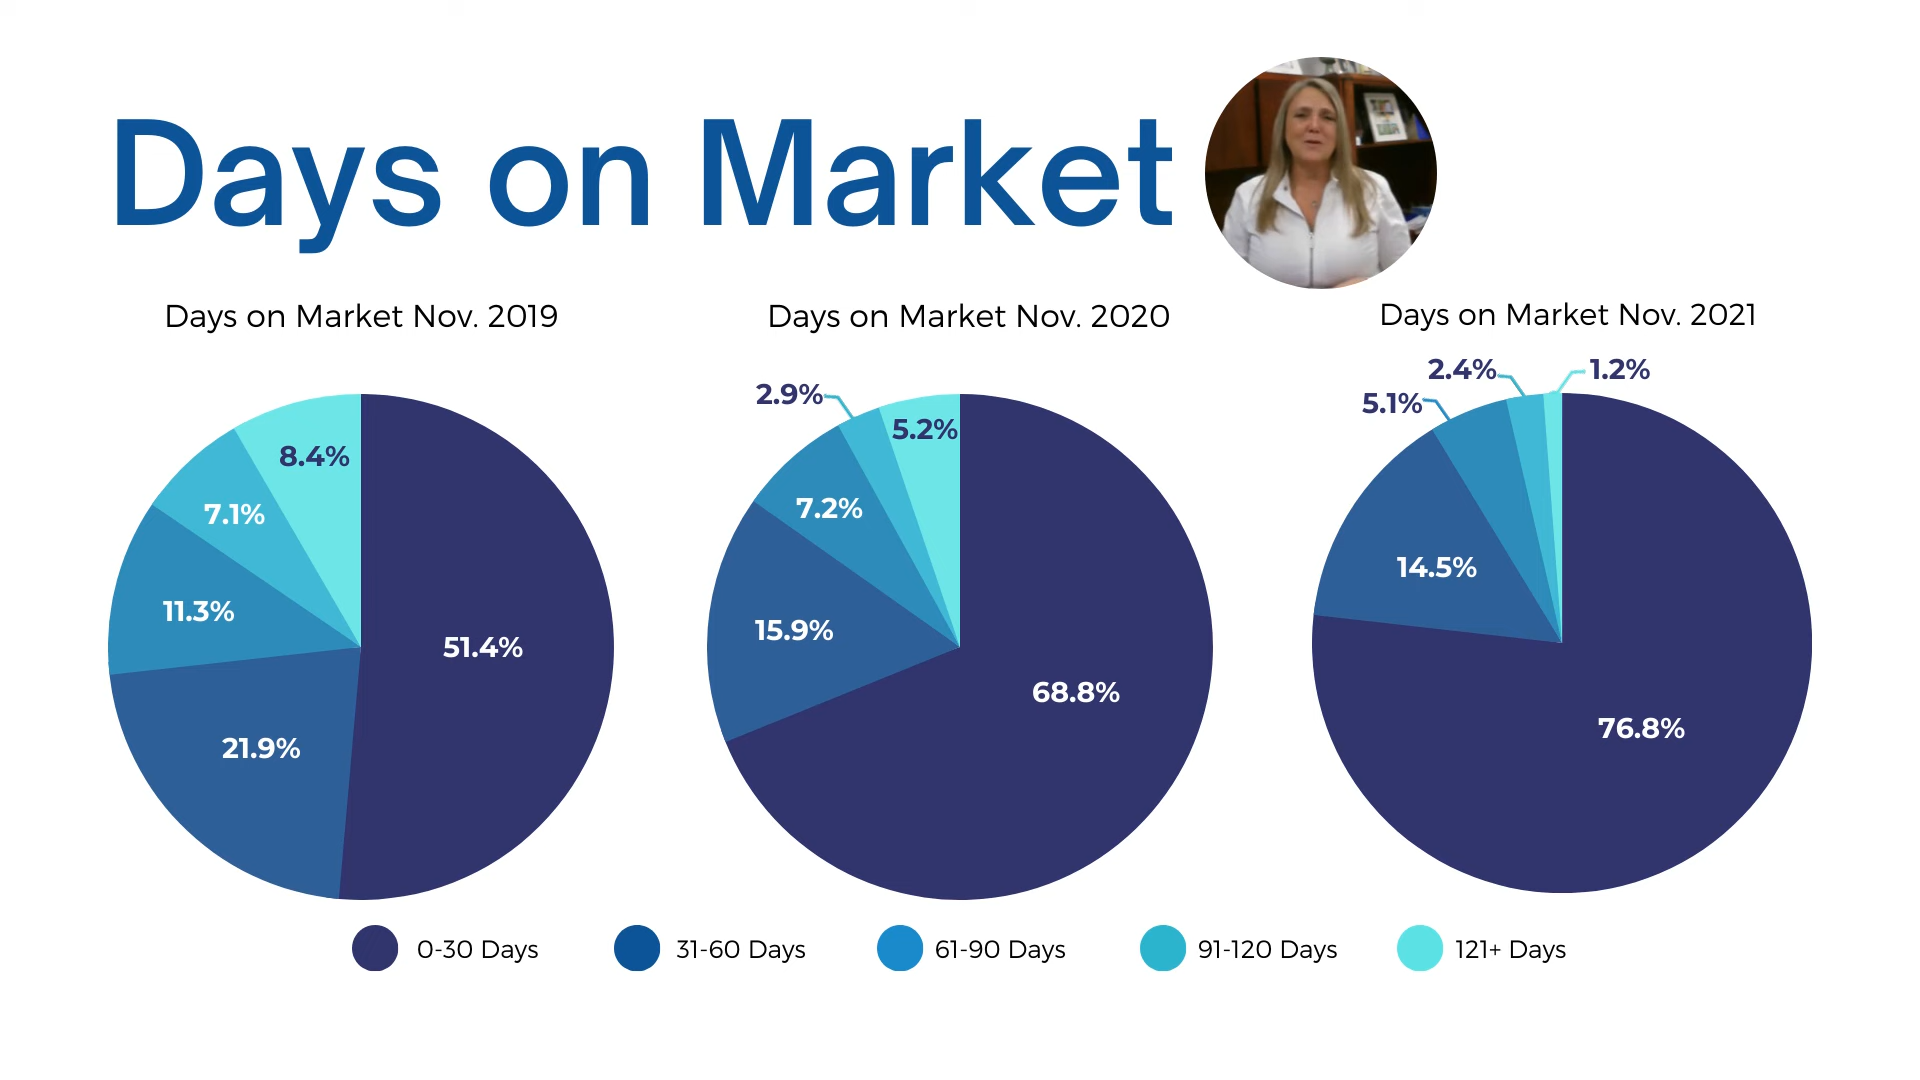 Days on Market
Days on Market Nov. 2019
8.4%
7.1%
11.3%
51.4%
21.9%
Days on Market Nov. 2020
2.9%
5.2%
7.2%
15.9%
68.8%
Days on Market Nov. 2021
2.4%
1.2%
5.1%
14.5%
76.8%
0-30 Days
31-60 Days
61-90 Days
91-120 Days
121+ Days